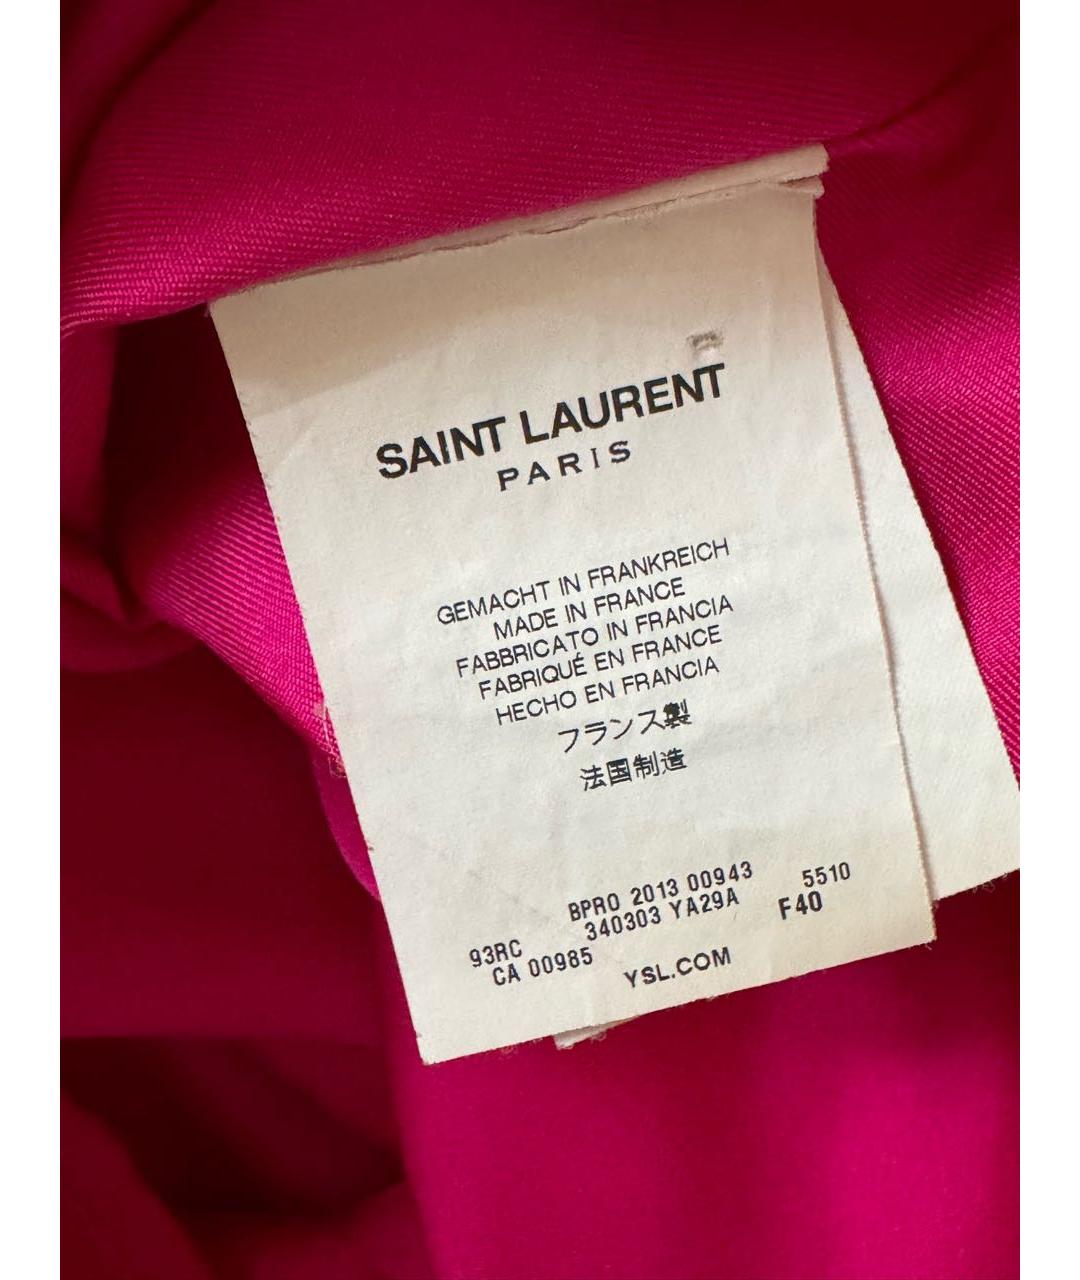 SAINT LAURENT
PARIS
GEMACHT IN FRANKREICH
MADE IN FRANCE
FABBRICATO IN FRANCIA
FABRIQUÉ EN FRANCE
HECHO EN FRANCIA
フランス製
法国制造
BPRO 2013 00943 5510
93RC 340303 YA29A F40
CA 00985
YSL.COM